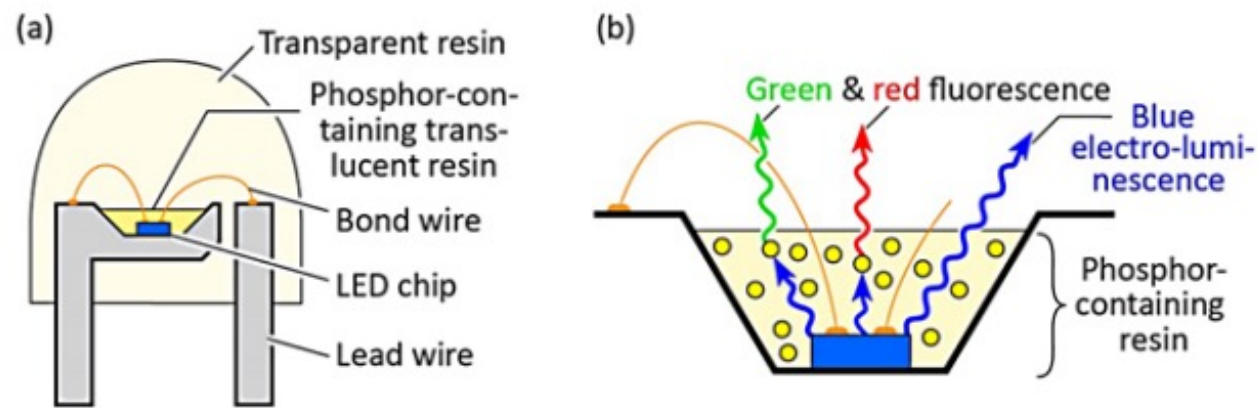 (a)
Transparent resin
Phosphor-con-
taining trans-
lucent resin
Bond wire
LED chip
Lead wire
(b)
Green & red fluorescence
Blue
electro-lumi-
nescence
Phosphor-
containing
resin